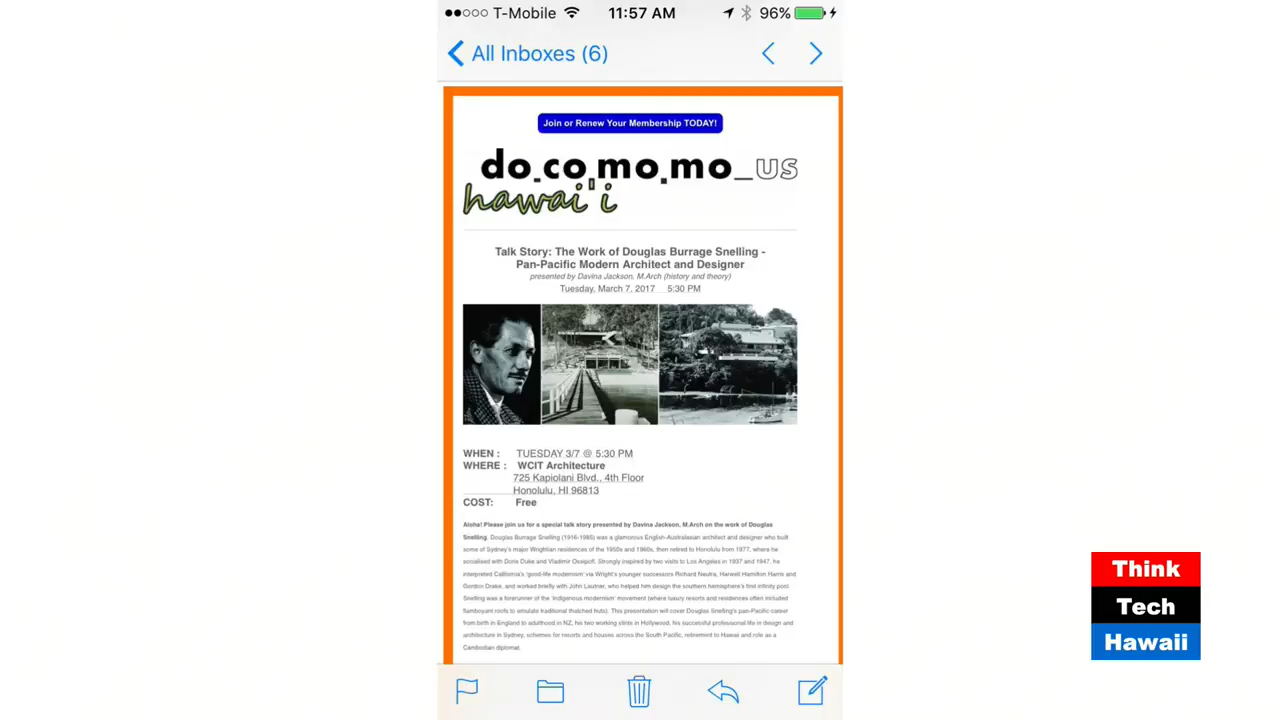 T-Mobile 11:57 AM 96%
All Inboxes (6)
Join or Renew Your Membership TODAY!
do_co,mo.mo_us
hawai'i
Talk Story: The Work of Douglas Burrage Snelling -
Pan-Pacific Modern Architect and Designer
presented by Davina Jackson, M.Arch (history and theory)
Tuesday, March 7, 2017 5:30 PM
WHEN : TUESDAY 3/7 @ 5:30 PM
WHERE : WCIT Architecture
725 Kapiolani Blvd., 4th Floor
Honolulu, HI 96813
COST: Free
Aloha! Please join us for a special talk story presented by Davina Jackson, M.Arch on the work of Douglas
Snelling. Douglas Burrage Snelling (1916-1985) was a glamorous English-Australasian architect and designer who built
some of Sydney's major Wrightian residences of the 1950s and 1960s, then retired to Honolulu from 1977, where he
socialised with Doris Duke and Vladimir Ossipoff. Strongly inspired by two visits to Los Angeles in 1937 and 1947, he
interpreted California's 'good-life modernism' via Wright's younger successors Richard Neutra, Harwell Hamilton Harris and
Gordon Drake, and worked briefly with John Lautner, who helped him design the southern hemisphere's first infinity pool.
Snelling was a forerunner of the 'Indigenous modernism' movement (where luxury resorts and residences often included
flamboyant roofs to emulate traditional thatched huts). This presentation will cover Douglas Snelling's pan-Pacific career
from birth in England to adulthood in NZ, his two working stints in Hollywood, his successful professional life in design and
architecture in Sydney, schemes for resorts and houses across the South Pacific, retirement to Hawaii and role as a
Cambodian diplomat.
Think
Tech
Hawaii